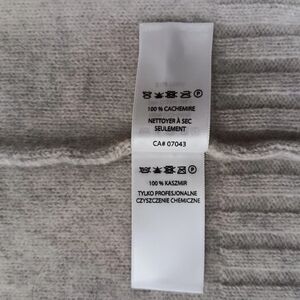 100 % CACHEMIRE
NETTOYER À SEC
SEULEMENT
CA# 07043
100 % KASZMIR
TYLKO PROFESJONALNE
CZYSZCZENIE CHEMICZNE